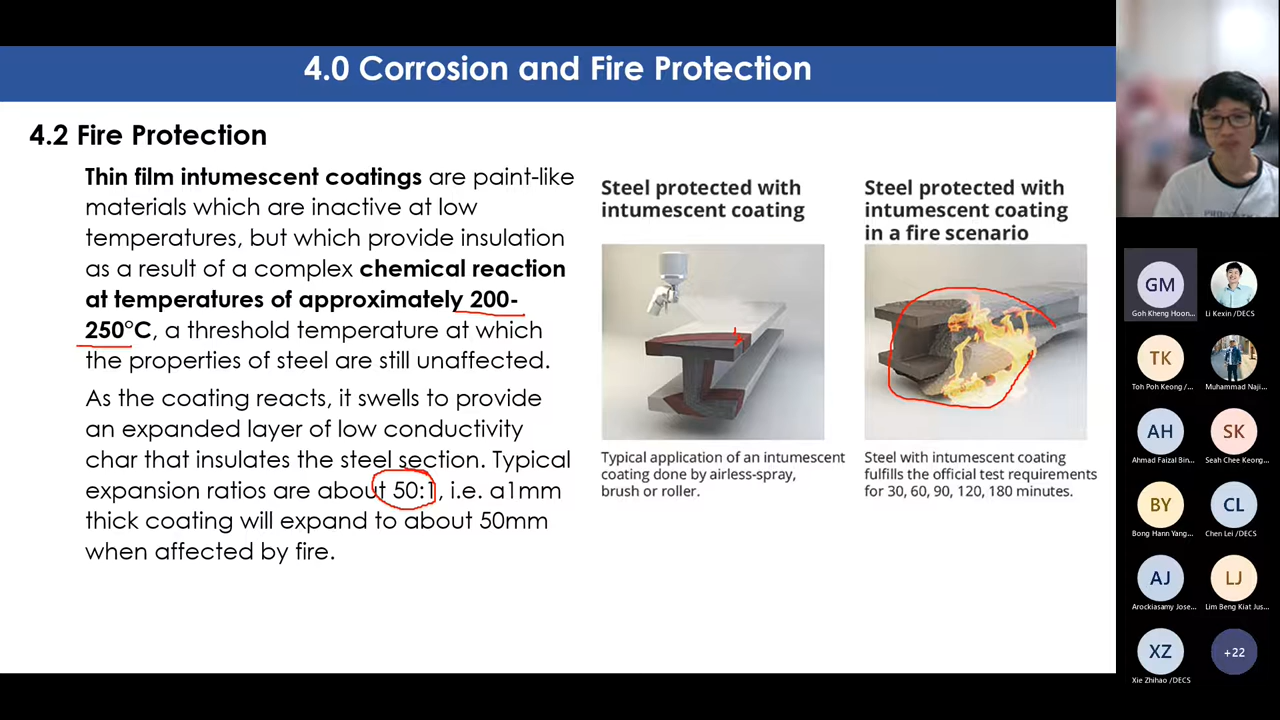 4.0 Corrosion and Fire Protection
4.2 Fire Protection
Thin film intumescent coatings are paint-like
materials which are inactive at low
temperatures, but which provide insulation
as a result of a complex chemical reaction
at temperatures of approximately 200-
250°C, a threshold temperature at which
the properties of steel are still unaffected.
As the coating reacts, it swells to provide
an expanded layer of low conductivity
char that insulates the steel section. Typical
expansion ratios are about 50:1, i.e. a1mm
thick coating will expand to about 50mm
when affected by fire.
Steel protected with
intumescent coating
Typical application of an intumescent
coating done by airless-spray,
brush or roller.
Steel protected with
intumescent coating
in a fire scenario
Steel with intumescent coating
fulfills the official test requirements
for 30, 60, 90, 120, 180 minutes.
GM
Goh Kheng Hoon...
Li Kexin /DECS
TK
Toh Poh Keong /...
Muhammad Naji...
AH
Ahmad Faizal Bin...
SK
Seah Chee Keong...
BY
Bong Hann Yang...
CL
Chen Lei /DECS
AJ
Arockiasamy Jose...
LJ
Lim Beng Kiat Jus...
XZ
Xie Zhihao /DECS
+22